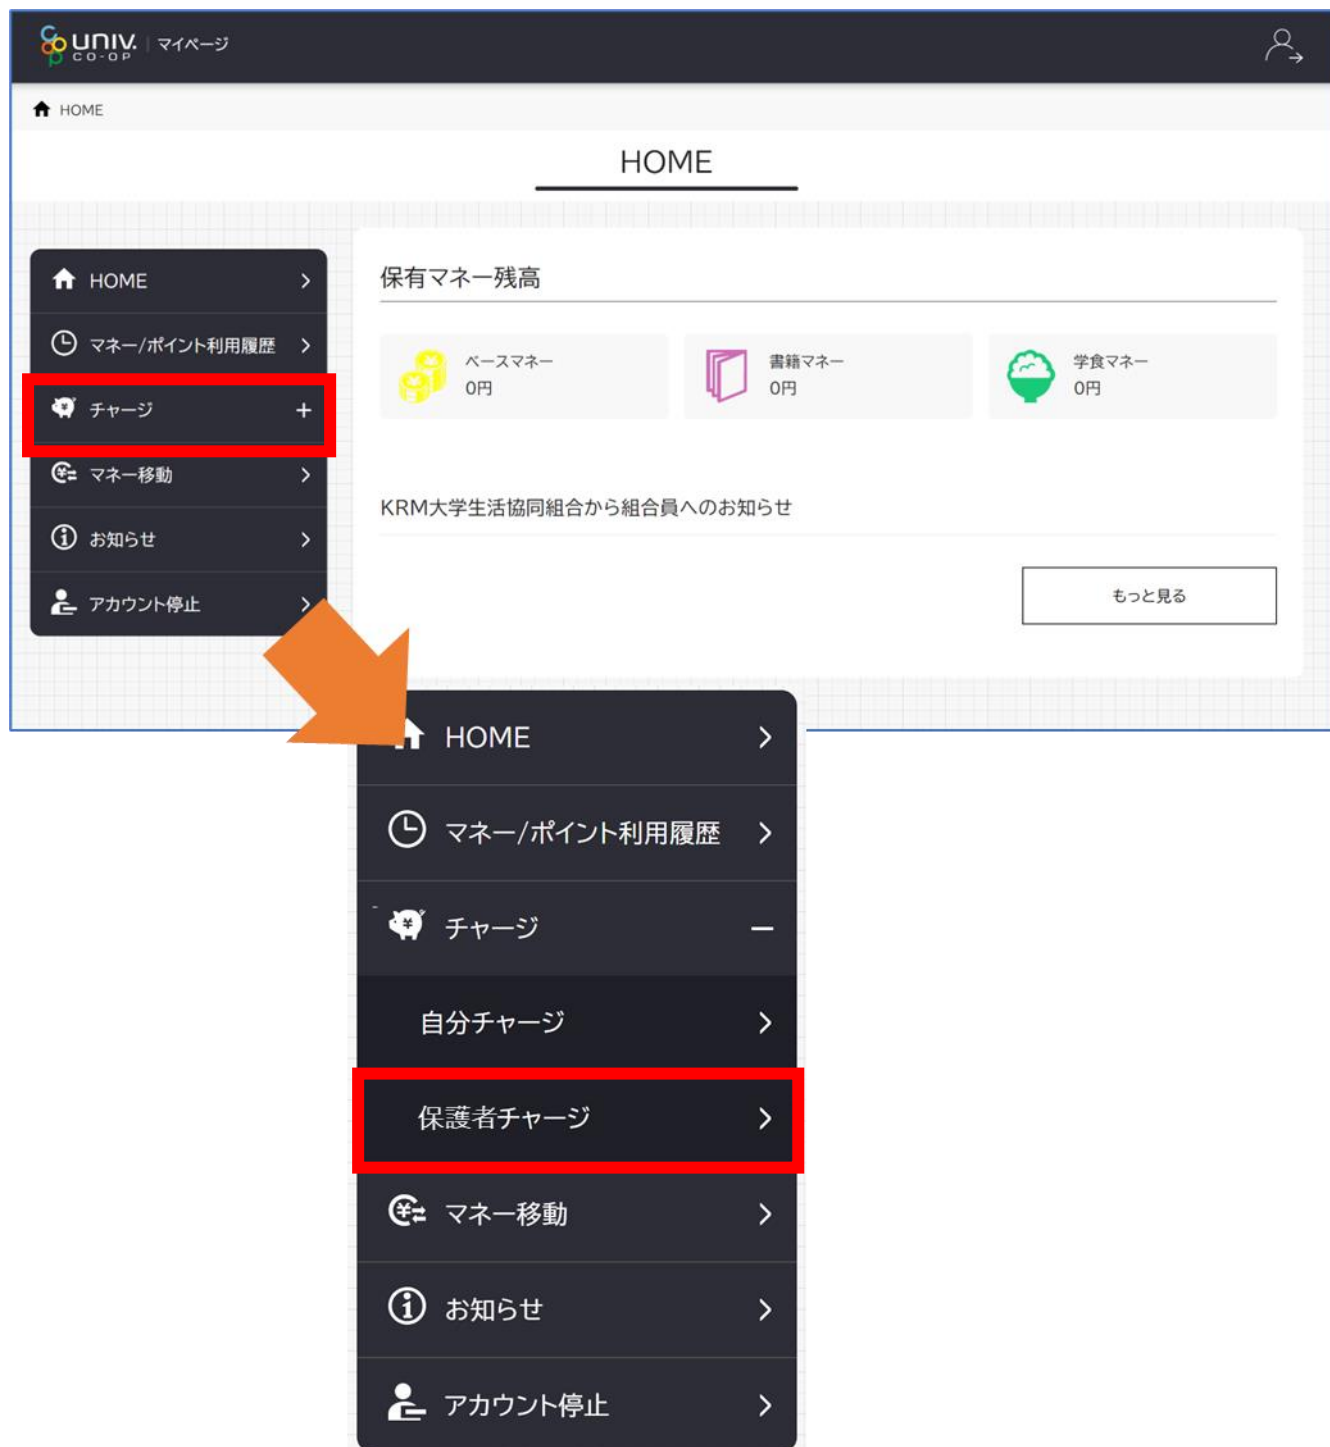 UNIV. CO-OP マイページ
HOME
HOME
HOME
マネー/ポイント利用履歴
チャージ
マネー移動
お知らせ
アカウント停止
保有マネー残高
ベースマネー
0円
書籍マネー
0円
学食マネー
0円
KRM大学生活協同組合から組合員へのお知らせ
もっと見る
HOME
マネー/ポイント利用履歴
チャージ
自分チャージ
保護者チャージ
マネー移動
お知らせ
アカウント停止